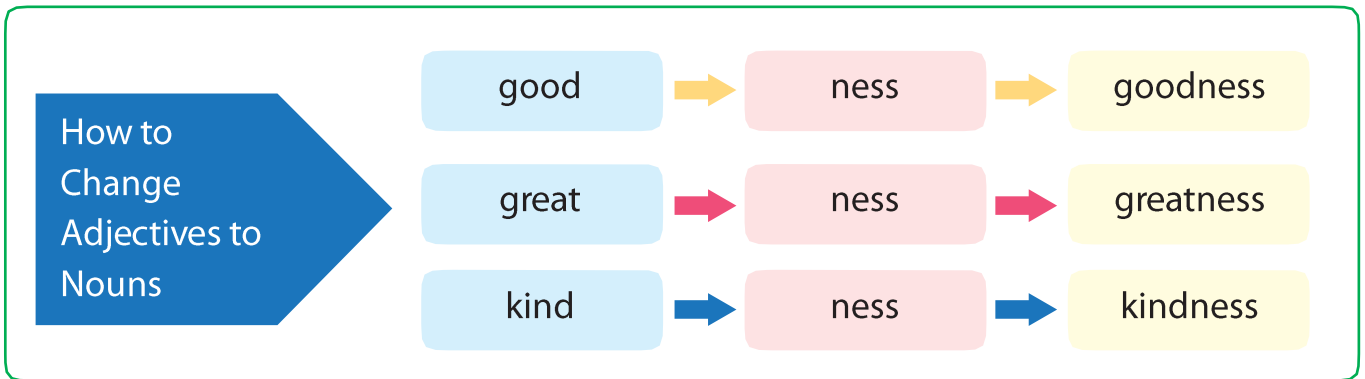 How to
Change
Adjectives to
Nouns
good ness goodness
great ness greatness
kind ness kindness